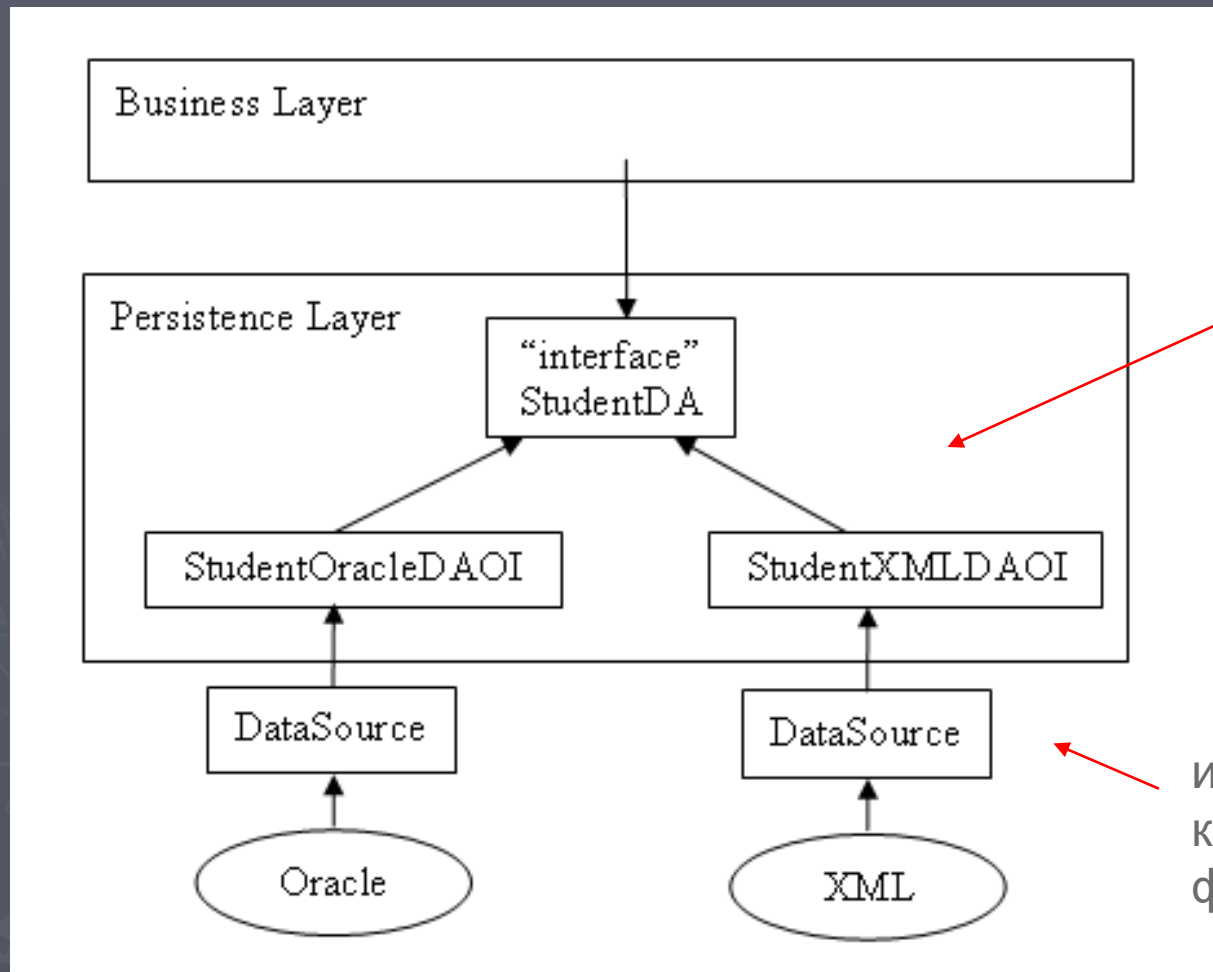 Business Layer
Persistence Layer
“interface”
StudentDA
StudentOracleDAOI
StudentXMLDAOI
DataSource
DataSource
Oracle
XML